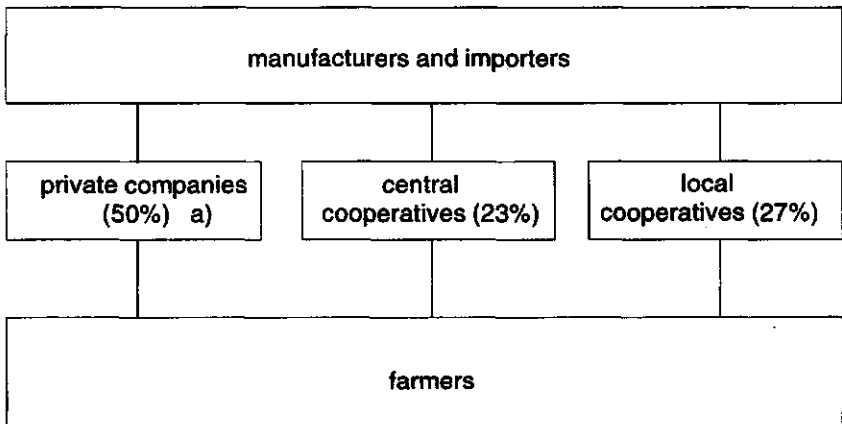 manufacturers and importers
private companies
(50%) a)
central
cooperatives (23%)
local
cooperatives (27%)
farmers